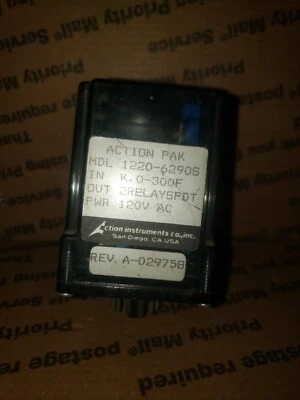 ACTION PAK
MDL 1220-6290S
IN K,0-300F
OUT 2RELAYSPDT
PWR 120V AC
Action instruments co., inc.
San Diego, CA USA
REV. A-02975B
Priority Mail
postage required